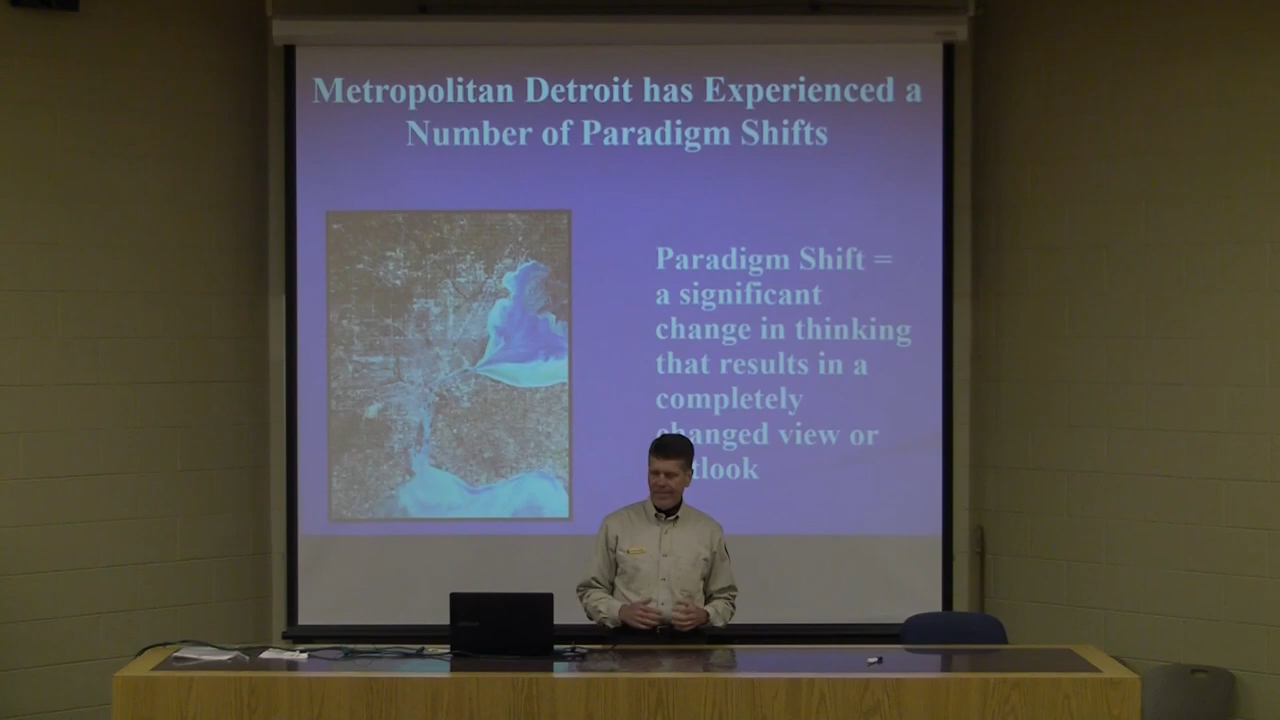 Metropolitan Detroit has Experienced a
Number of Paradigm Shifts
Paradigm Shift =
a significant
change in thinking
that results in a
completely
changed view or
tlook